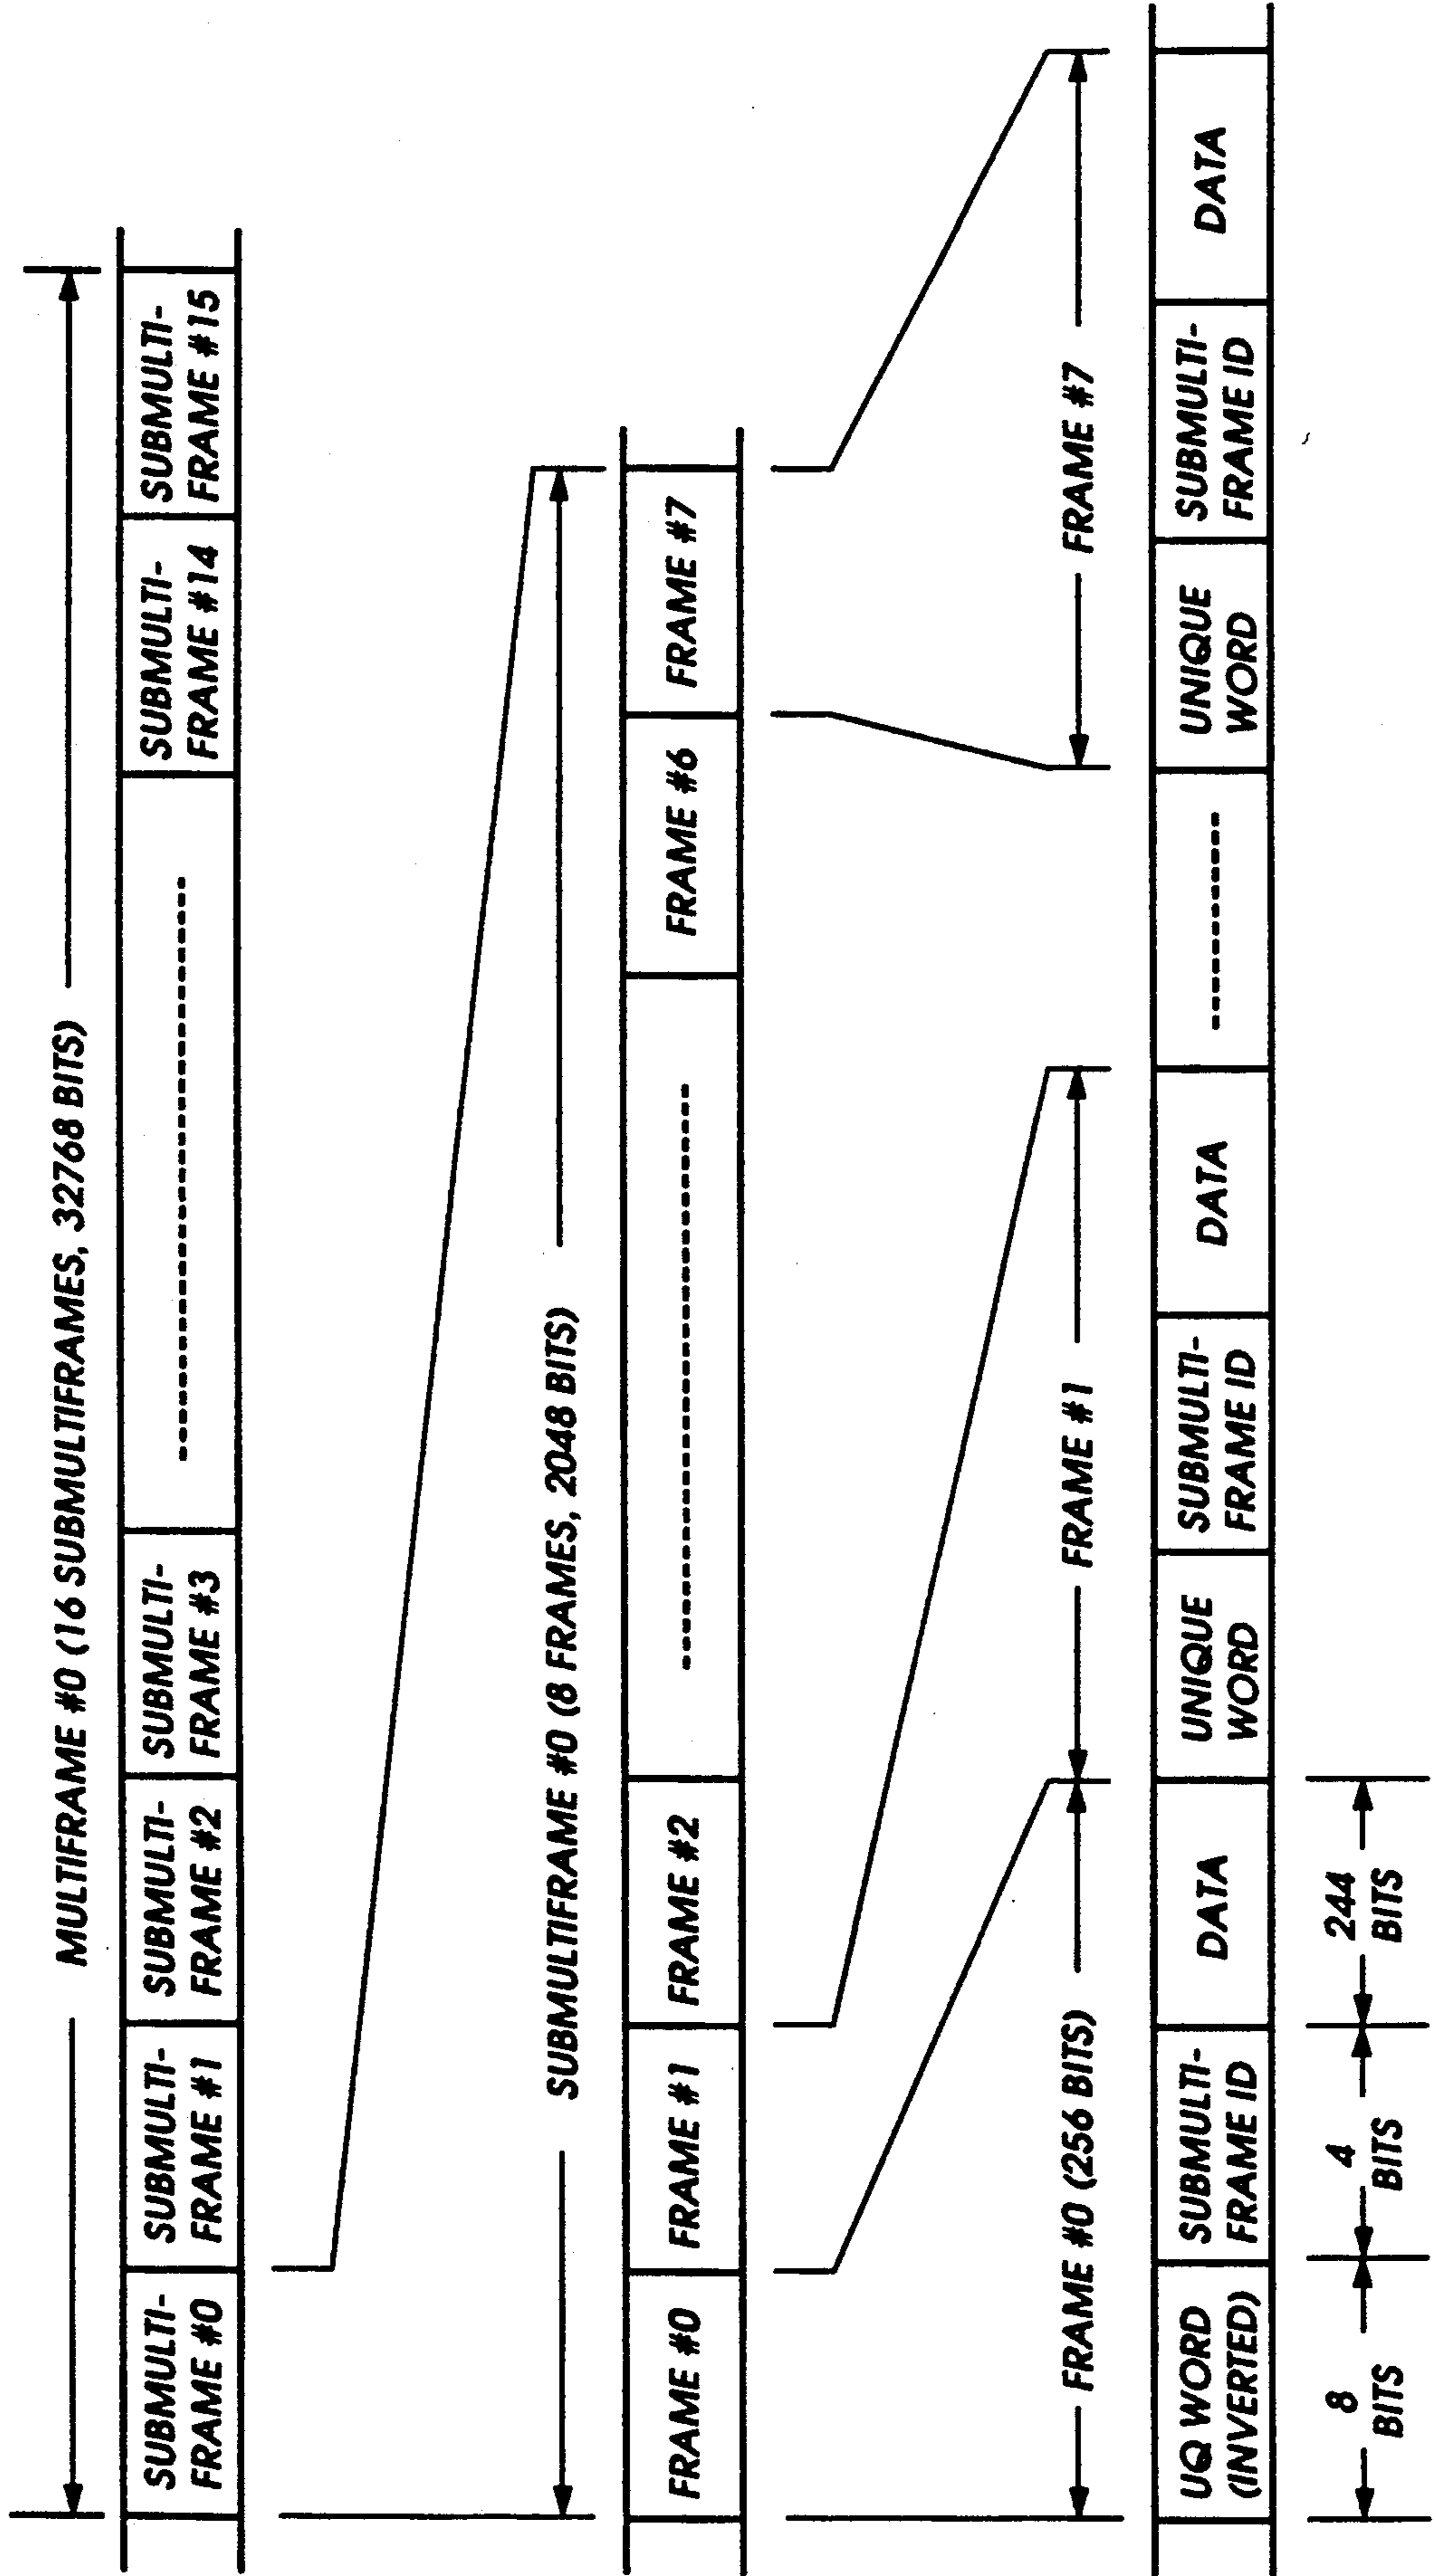 MULTIFRAME #0 (16 SUBMULTIFRAMES, 32768 BITS)
SUBMULTI-
FRAME #0
SUBMULTI-
FRAME #1
SUBMULTI-
FRAME #2
SUBMULTI-
FRAME #3
SUBMULTI-
FRAME #14
SUBMULTI-
FRAME #15
SUBMULTIFRAME #0 (8 FRAMES, 2048 BITS)
FRAME #0
FRAME #1
FRAME #2
FRAME #6
FRAME #7
FRAME #0 (256 BITS)
FRAME #1
FRAME #7
UQ WORD
(INVERTED)
SUBMULTI-
FRAME ID
DATA
UNIQUE
WORD
SUBMULTI-
FRAME ID
DATA
UNIQUE
WORD
SUBMULTI-
FRAME ID
DATA
8
BITS
4
BITS
244
BITS